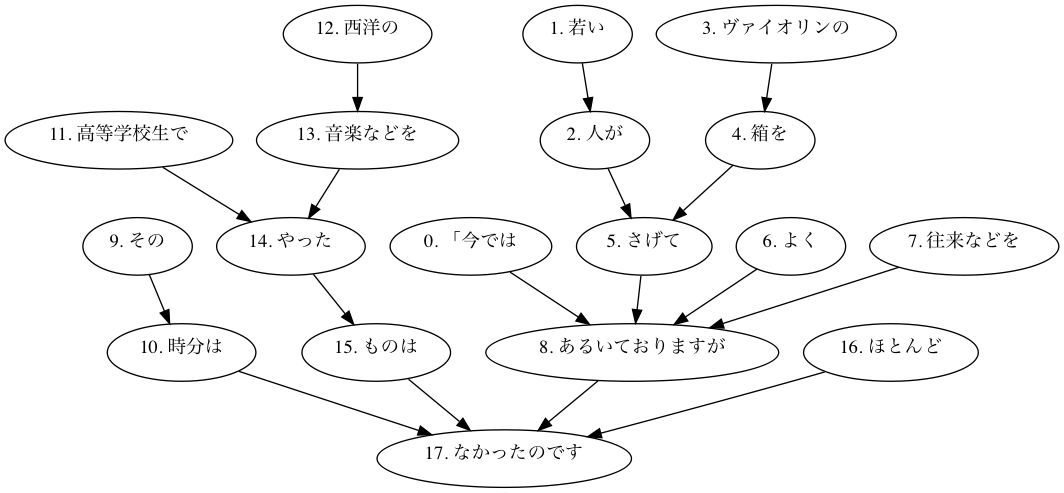 12. 西洋の
1. 若い
3. ヴァイオリンの
11. 高等学校生で
13. 音楽などを
2. 人が
4. 箱を
9. その
14. やった
0. 「今では
5. さげて
6. よく
7. 往来などを
10. 時分は
15. ものは
8. あるいておりますが
16. ほとんど
17. なかったのです